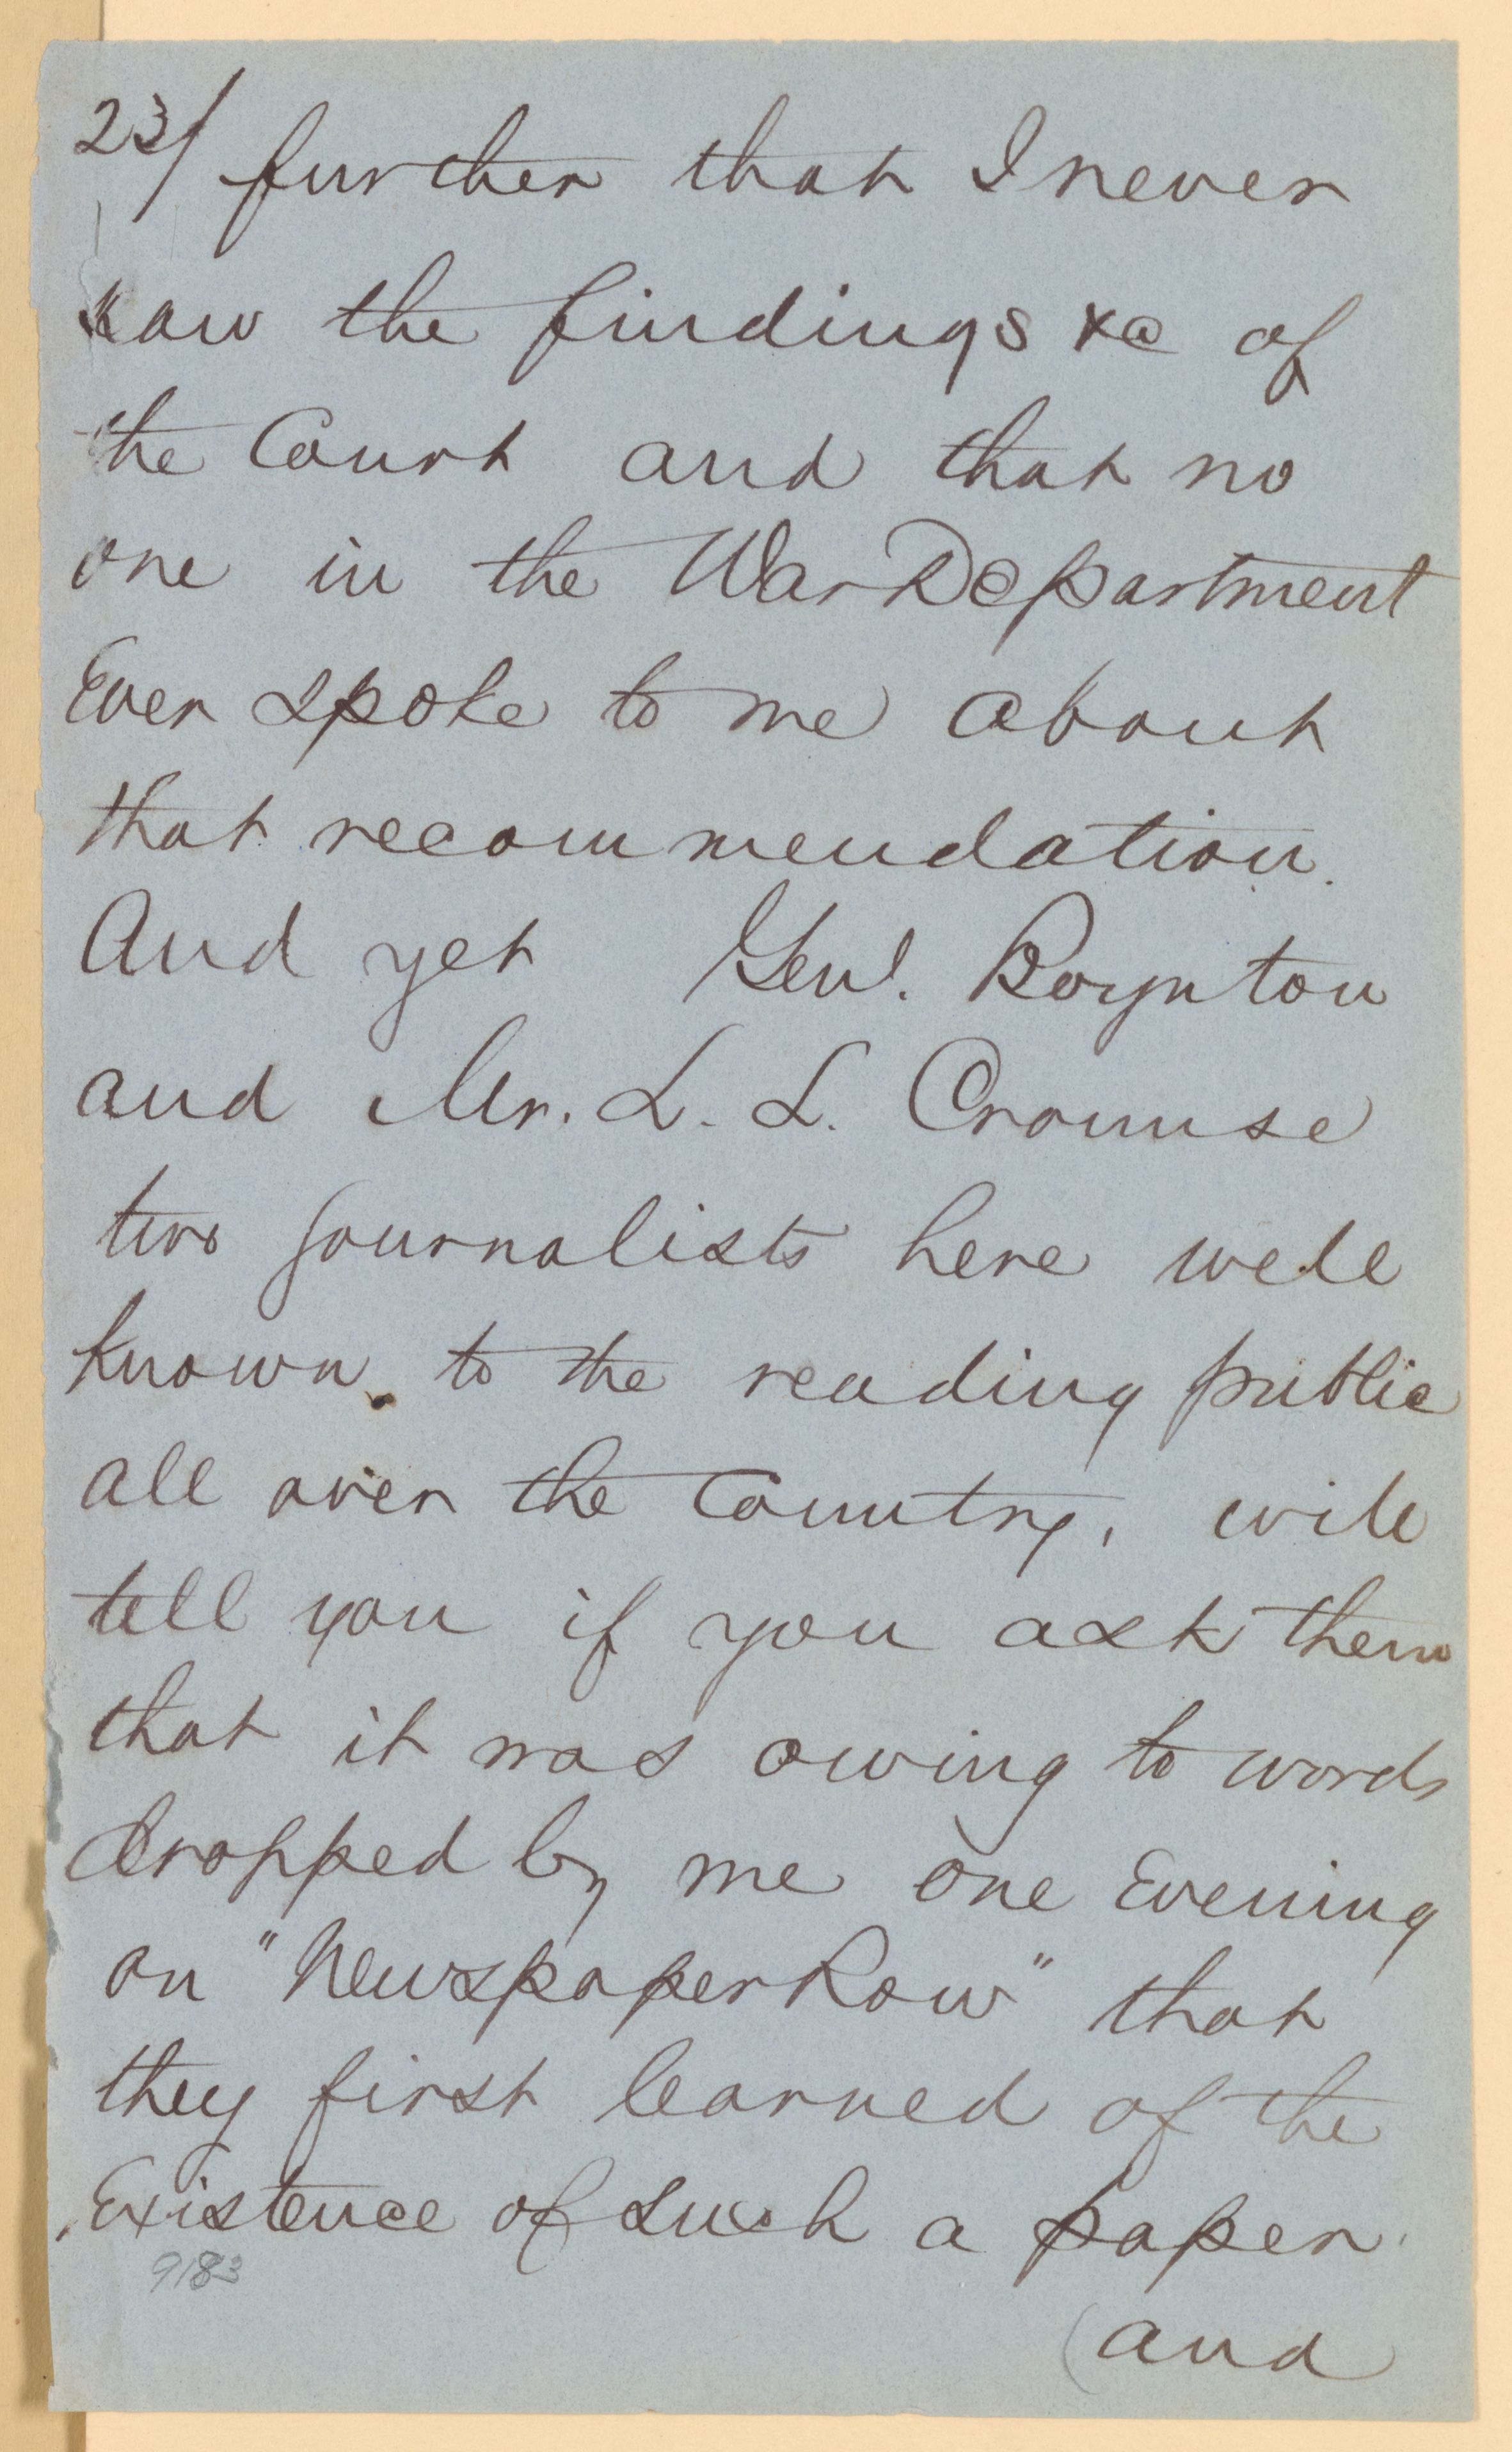 23/ further that I never
saw the findings &c of
the Court and that no
one in the War Department
Ever spoke to me about
that recommendation.
And yet Genl. Boynton
and Mr. L. L. Crounse
two journalists here well
known to the reading public
all over the Country, will
tell you if you ask them
that it was owing to words
dropped by me one Evening
on "Newspaper Row" that
they first learned of the
Existence of such a paper.
9183
(and